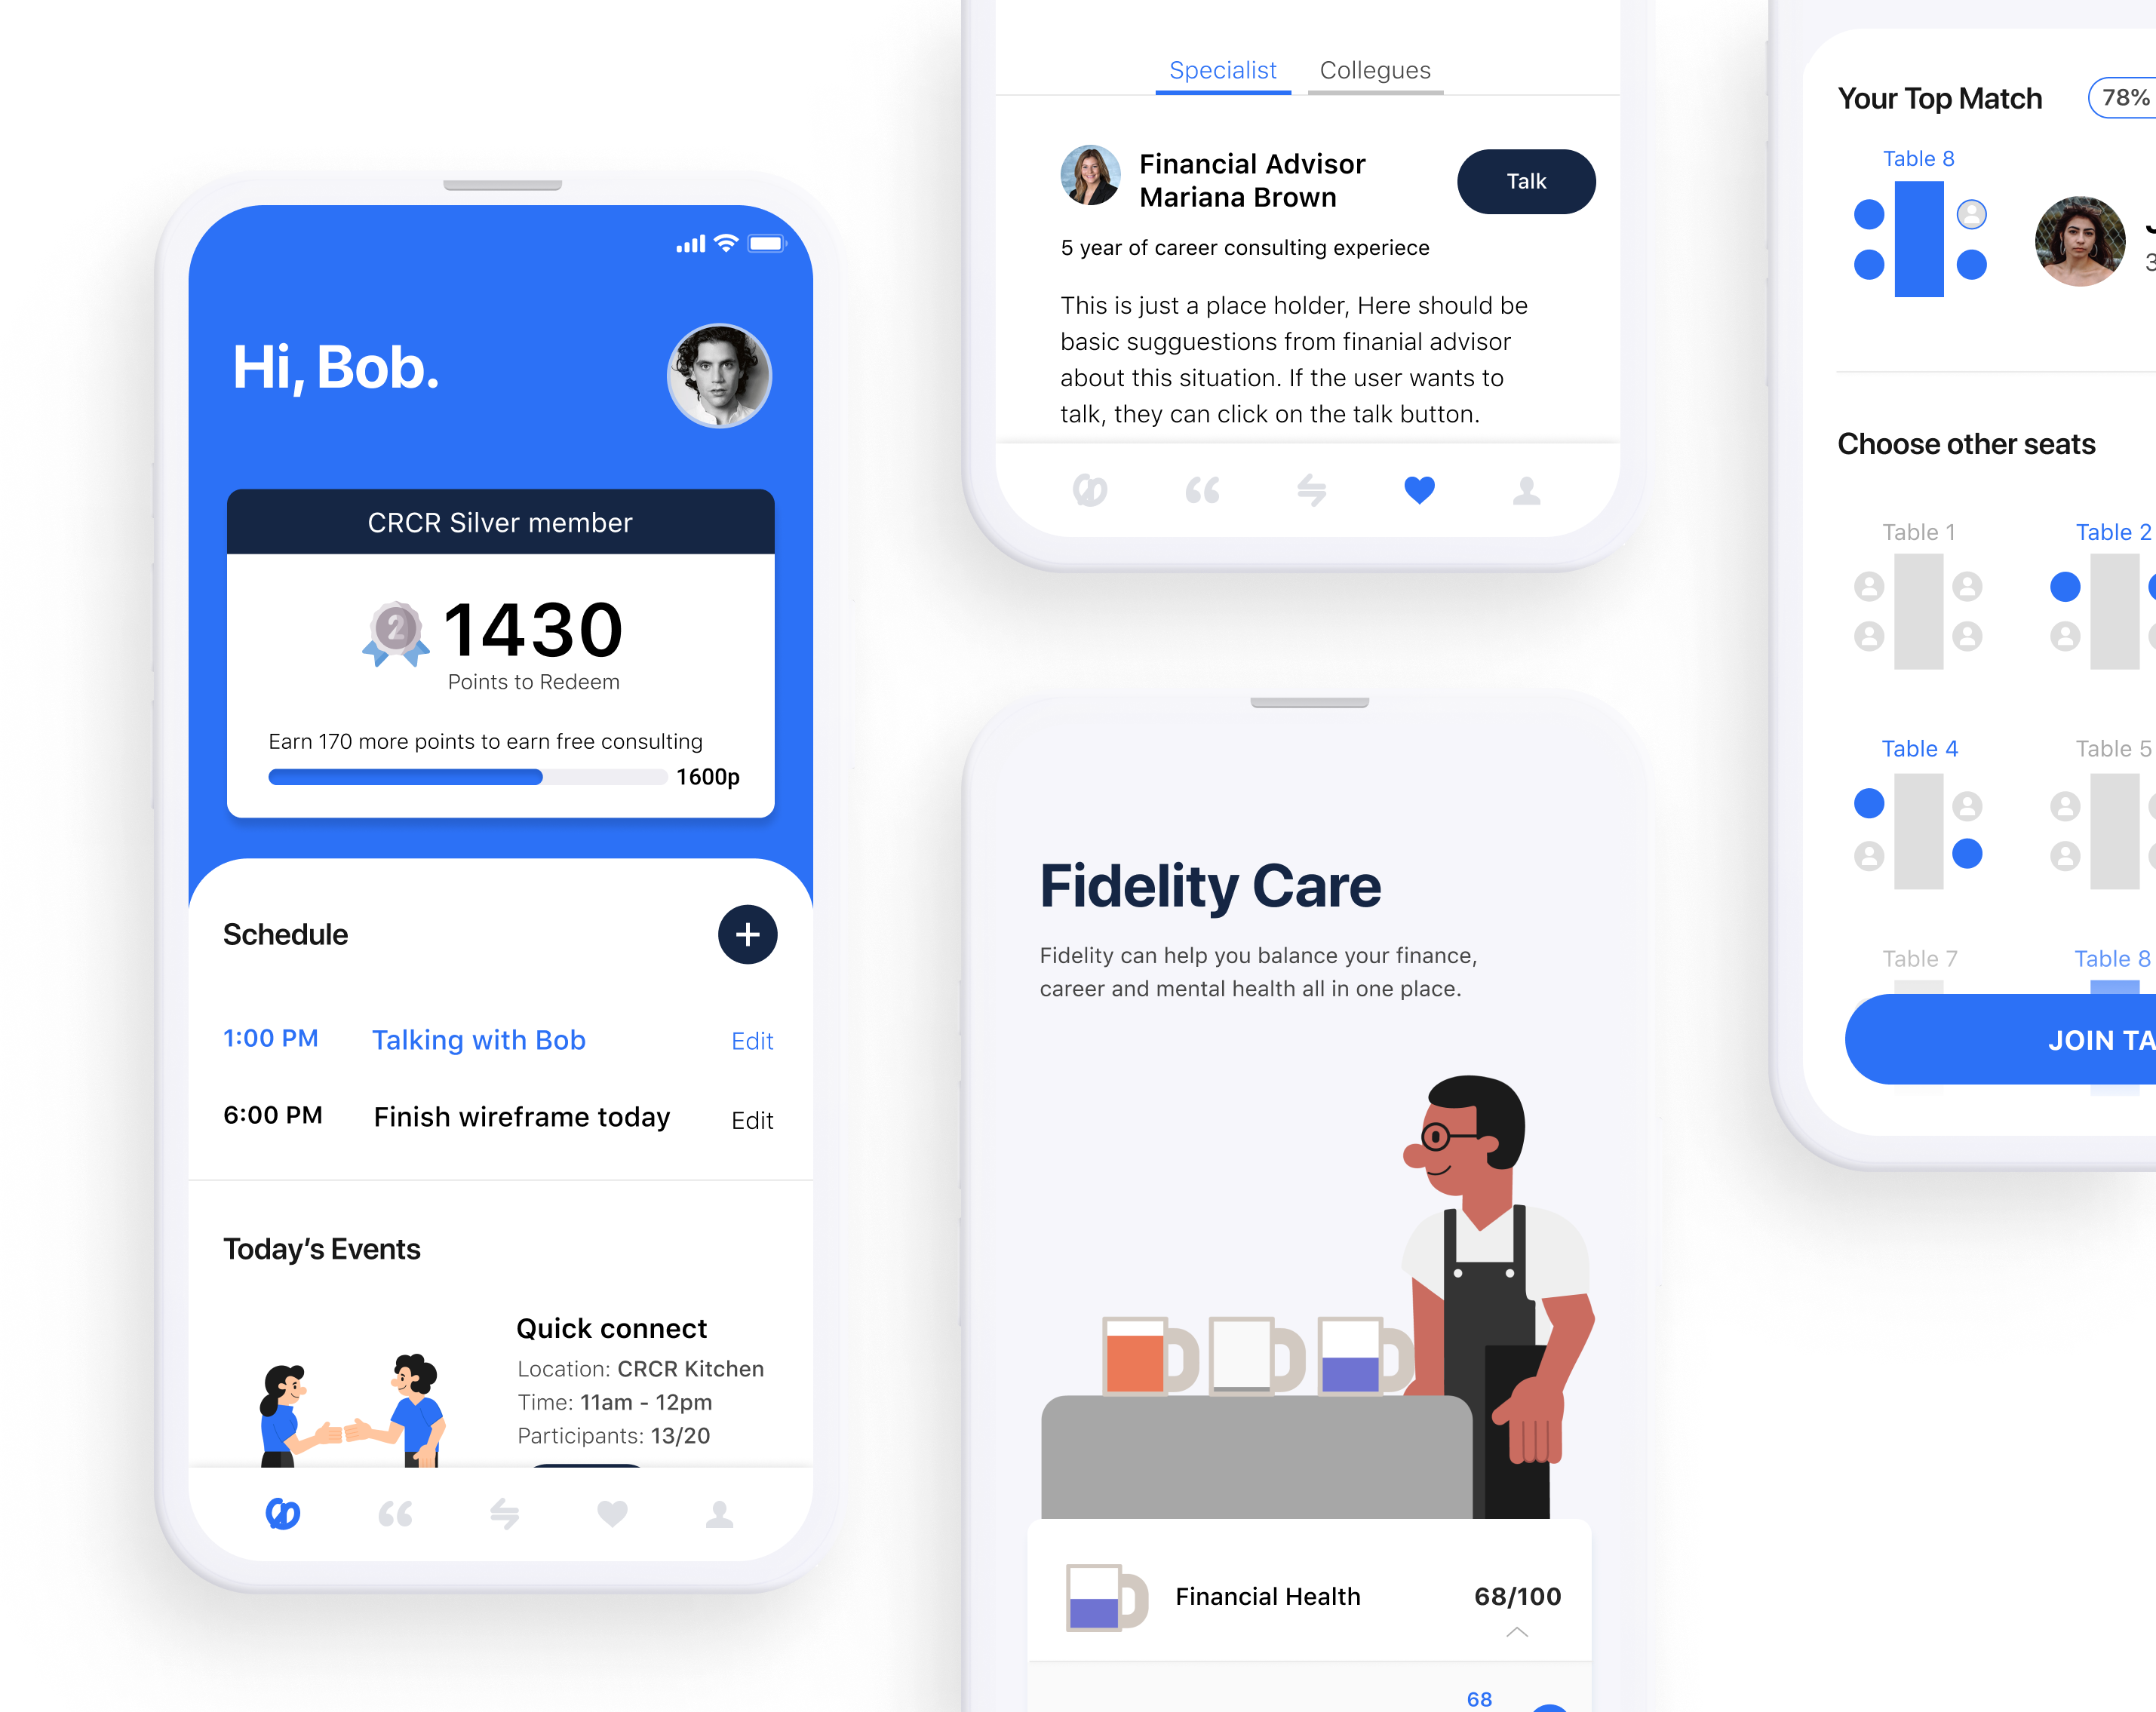 Hi, Bob.
CRCR Silver member
2
1430
Points to Redeem
Earn 170 more points to earn free consulting
1600p
Schedule
+
1:00 PM Talking with Bob Edit
6:00 PM Finish wireframe today Edit
Today's Events
Quick connect
Location: CRCR Kitchen
Time: 11am - 12pm
Participants: 13/20
Specialist Collegues
Financial Advisor
Mariana Brown
Talk
5 year of career consulting experiece
This is just a place holder, Here should be
basic sugguestions from finanial advisor
about this situation. If the user wants to
talk, they can click on the talk button.
Fidelity Care
Fidelity can help you balance your finance,
career and mental health all in one place.
Financial Health 68/100
68
Your Top Match 78%
Table 8
Choose other seats
Table 1 Table 2
Table 4 Table 5
Table 7 Table 8
JOIN